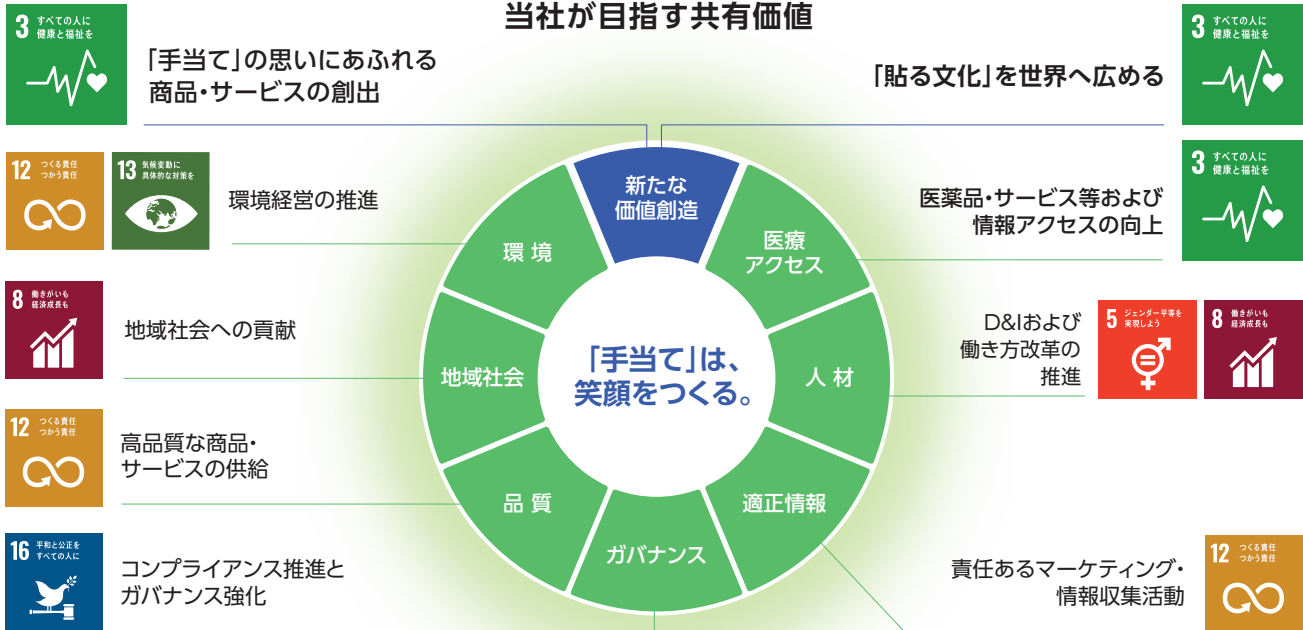 当社が目指す共有価値
3 すべての人に
健康と福祉を
「手当て」の思いにあふれる
商品・サービスの創出
「貼る文化」を世界へ広める
3 すべての人に
健康と福祉を
12 つくる責任
つかう責任
13 気候変動に
具体的な対策を
環境経営の推進
新たな
価値創造
医薬品・サービス等および
情報アクセスの向上
3 すべての人に
健康と福祉を
環 境
医療
アクセス
8 働きがいも
経済成長も
地域社会への貢献
D&Iおよび
働き方改革の
推進
5 ジェンダー平等を
実現しよう
8 働きがいも
経済成長も
地域社会
「手当て」は、
笑顔をつくる。
人 材
12 つくる責任
つかう責任
高品質な商品・
サービスの供給
品 質
適正情報
ガバナンス
16 平和と公正を
すべての人に
コンプライアンス推進と
ガバナンス強化
責任あるマーケティング・
情報収集活動
12 つくる責任
つかう責任